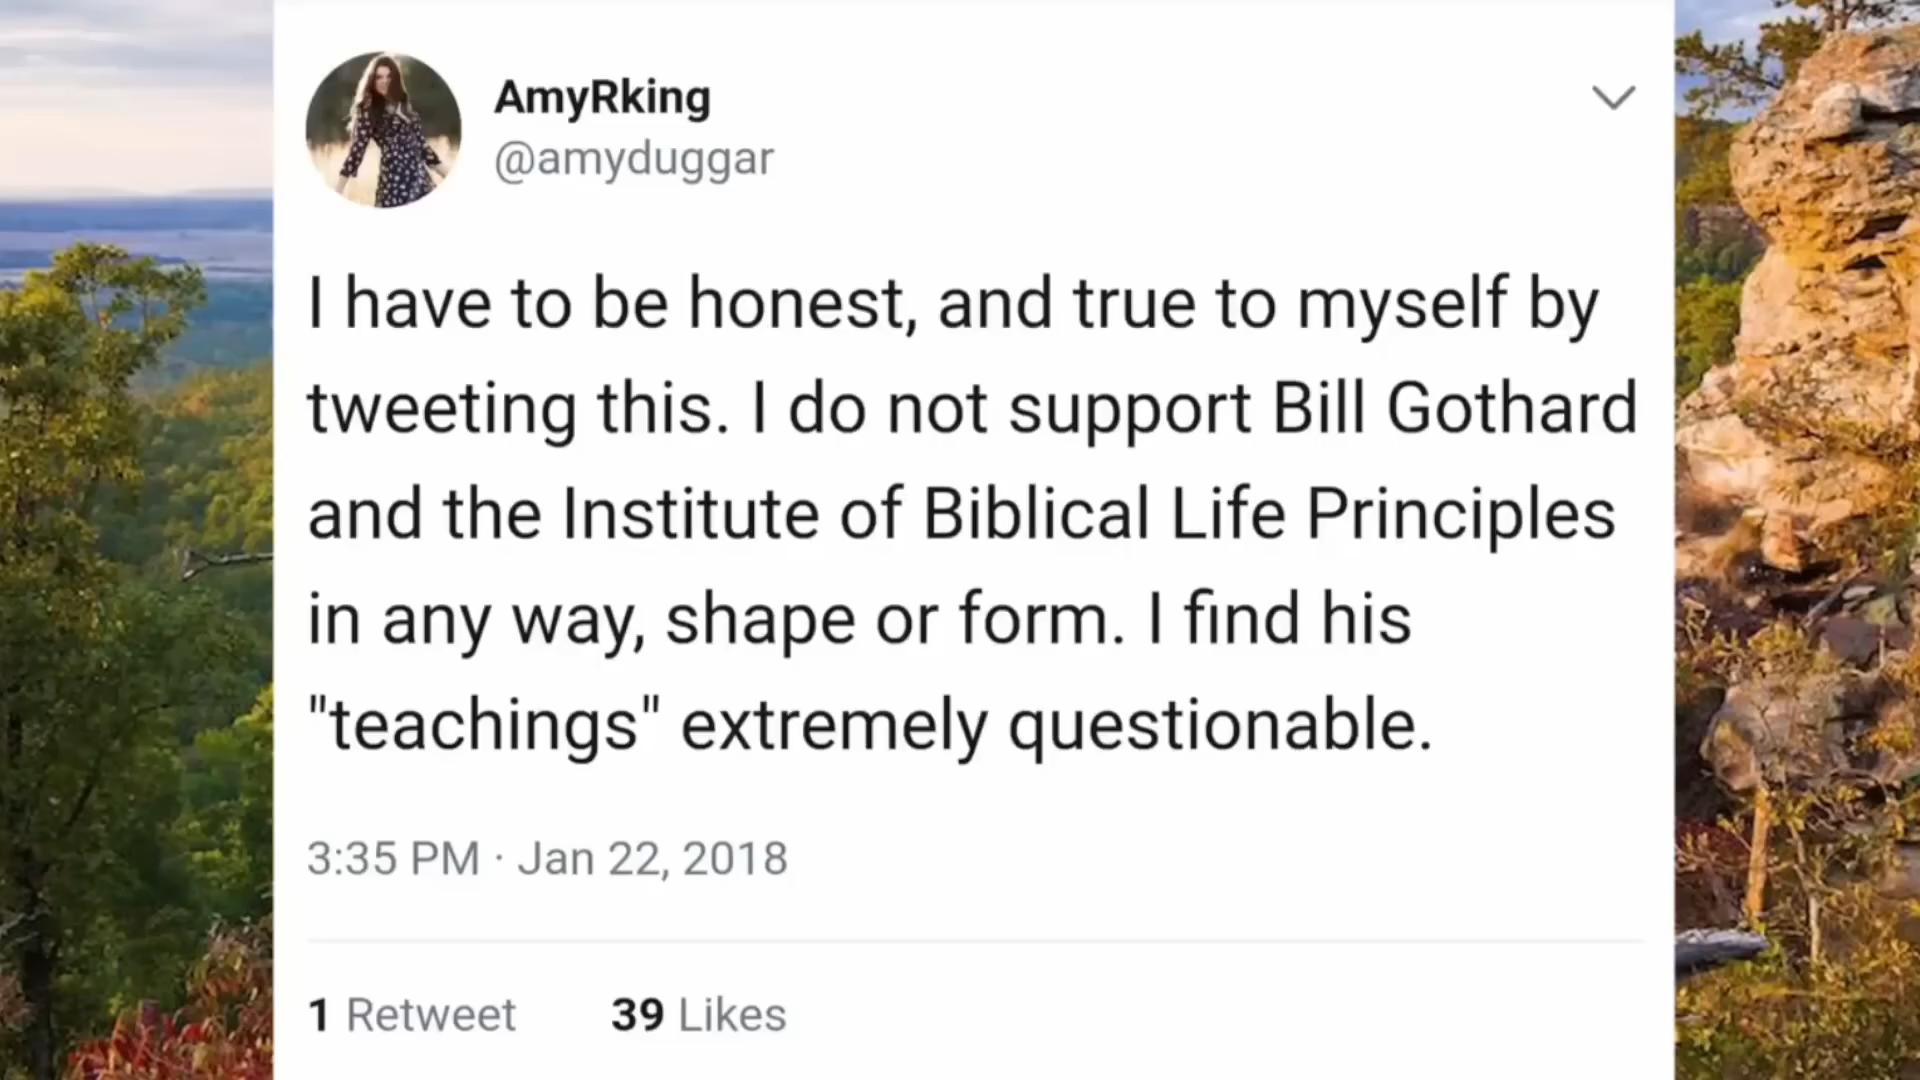 AmyRking
@amyduggar
I have to be honest, and true to myself by
tweeting this. I do not support Bill Gothard
and the Institute of Biblical Life Principles
in any way, shape or form. I find his
"teachings" extremely questionable.
3:35 PM · Jan 22, 2018
1 Retweet 39 Likes